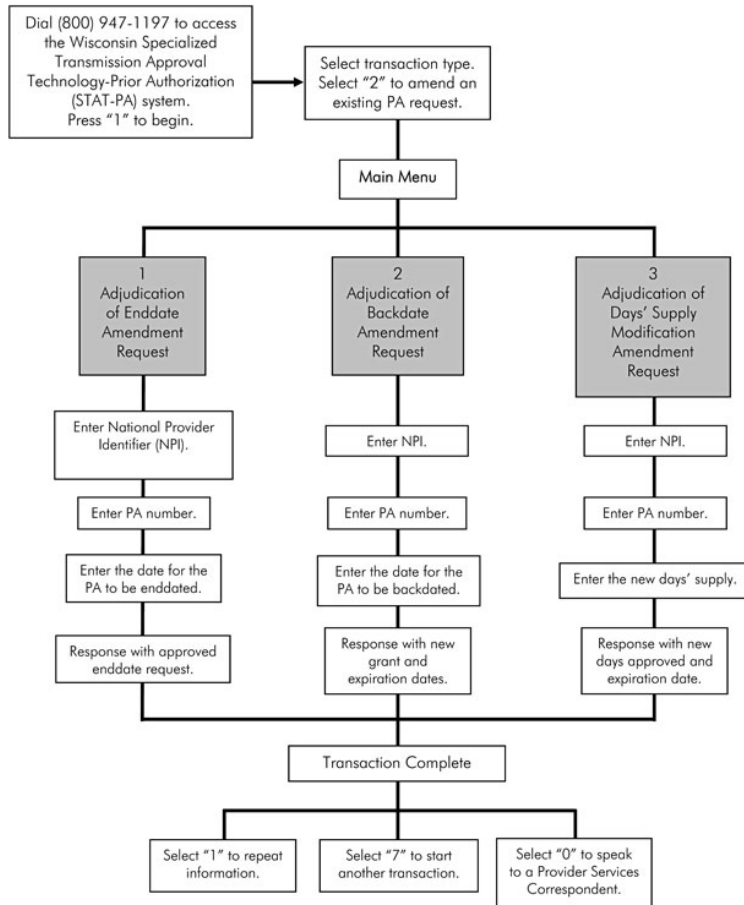 Dial (800) 947-1197 to access
the Wisconsin Specialized
Transmission Approval
Technology-Prior Authorization
(STAT-PA) system.
Press “1” to begin.
Select transaction type.
Select “2” to amend an
existing PA request.
Main Menu
1
Adjudication
of Enddate
Amendment
Request
Enter National Provider
Identifier (NPI).
Enter PA number.
Enter the date for the
PA to be enddated.
Response with approved
enddate request.
2
Adjudication of
Backdate
Amendment
Request
Enter NPI.
Enter PA number.
Enter the date for the
PA to be backdated.
Response with new
grant and
expiration dates.
3
Adjudication of
Days’ Supply
Modification
Amendment
Request
Enter NPI.
Enter PA number.
Enter the new days’ supply.
Response with new
days approved and
expiration date.
Transaction Complete
Select “1” to repeat
information.
Select “7” to start
another transaction.
Select “0” to speak
to a Provider Services
Correspondent.